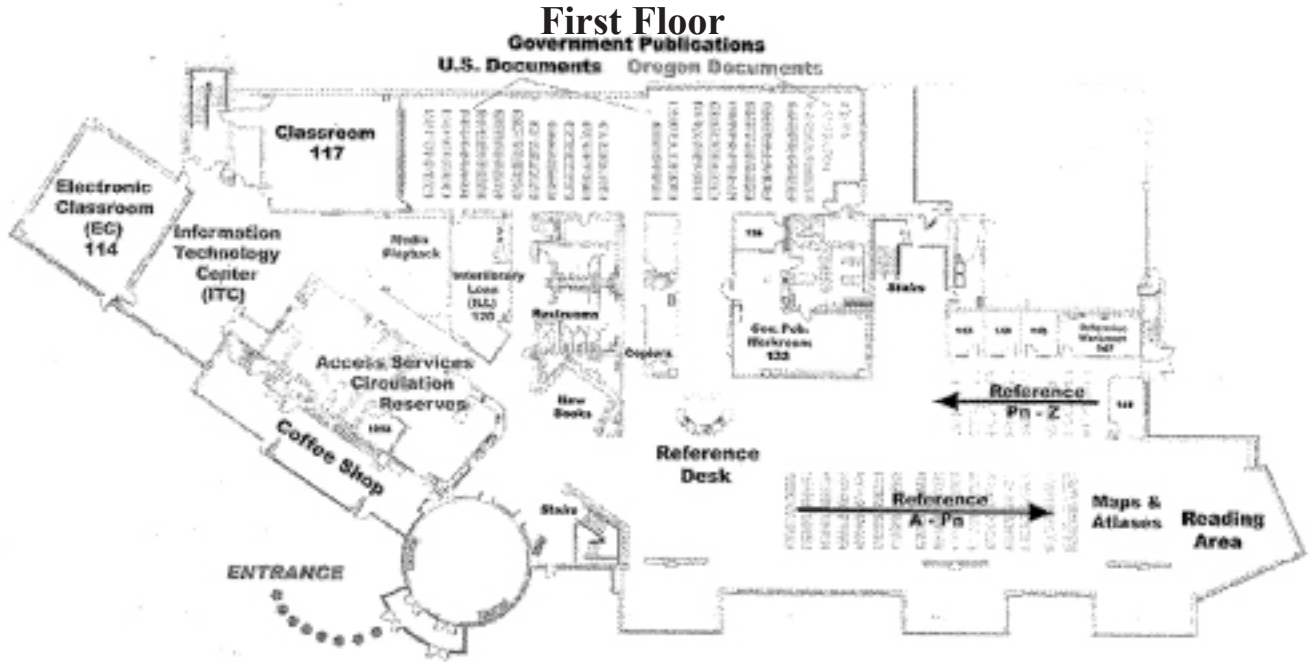 First Floor
Government Publications
U.S. Documents Oregon Documents
Classroom
117
Electronic
Classroom
(EC)
114
Information
Technology
Center
(ITC)
Media
Playback
Interlibrary
Loan
(ILL)
120
Restrooms
Copiers
Gov. Pub.
Workroom
133
Stairs
Reference
Workroom
Access Services
Circulation
Reserves
New
Books
Coffee Shop
Reference
Desk
Reference
Pn - Z
Reference
A - Pn
Maps &
Atlases
Reading
Area
Stairs
ENTRANCE